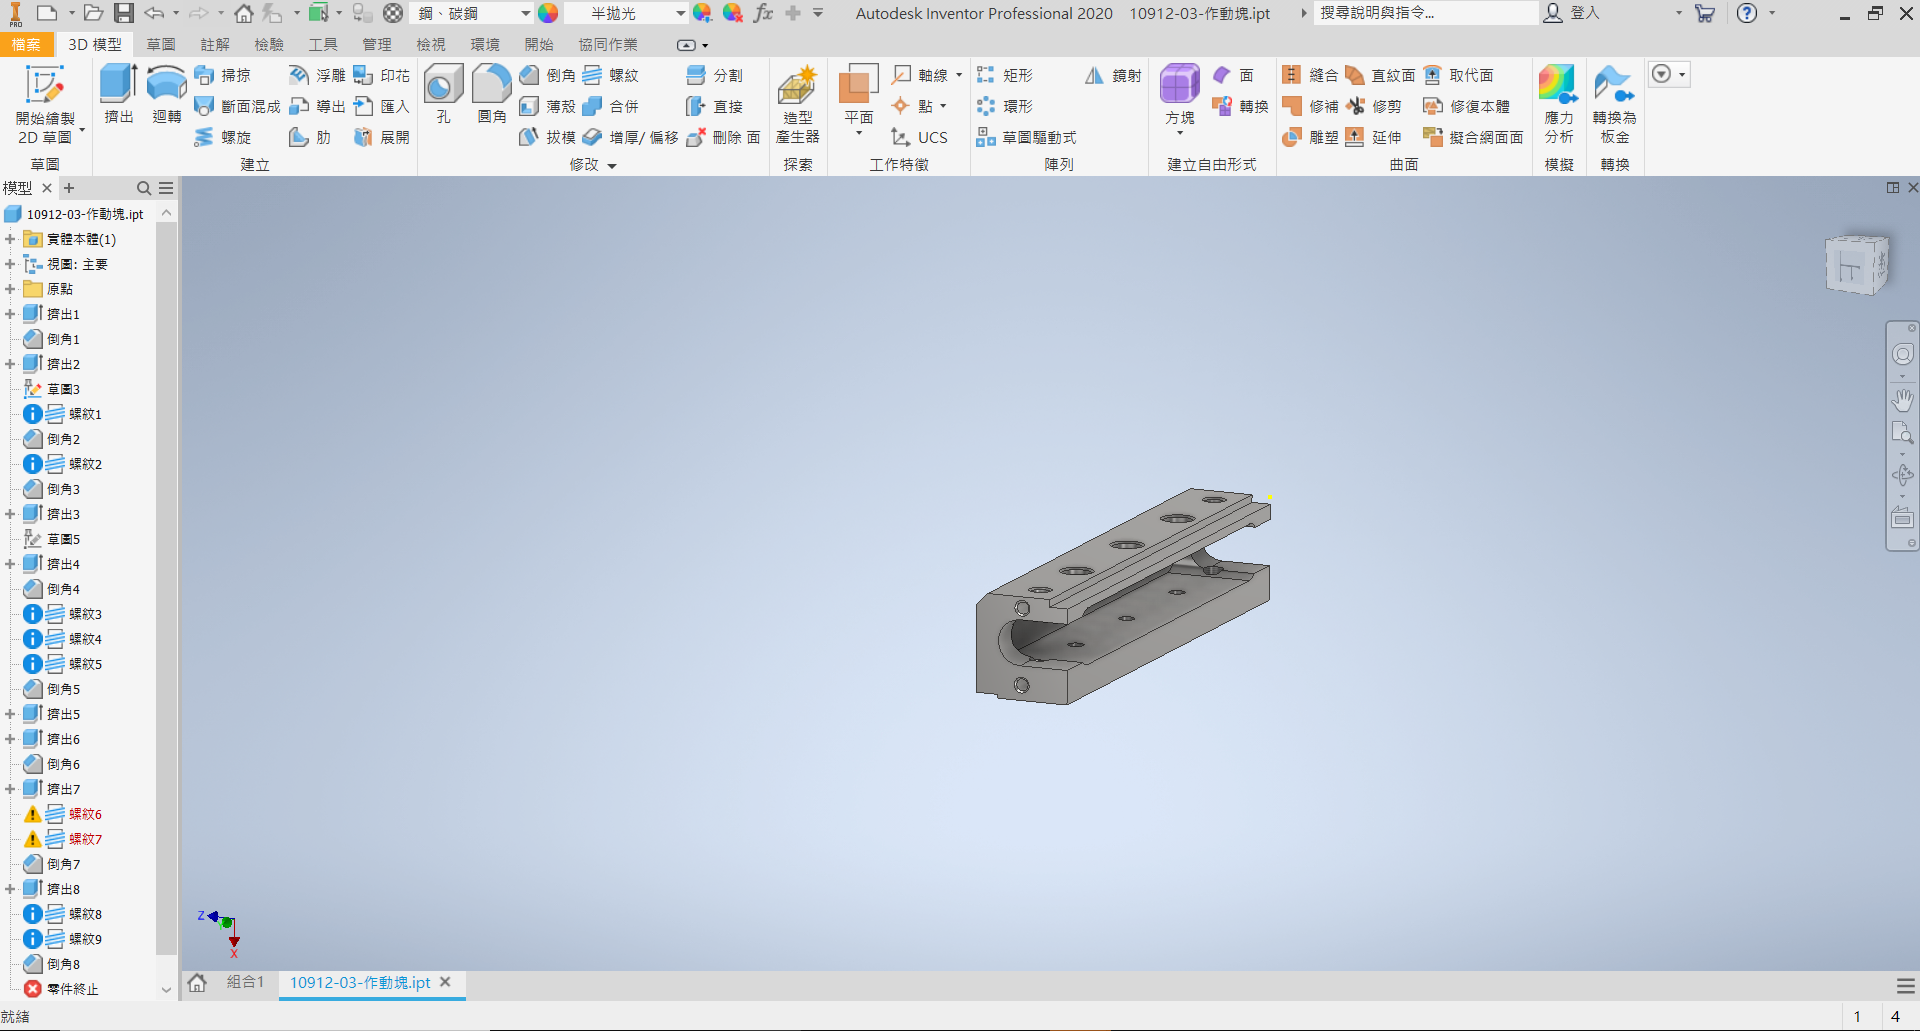 PRO 鋼、碳鋼 半拋光 fx Autodesk Inventor Professional 2020 10912-03-作動塊.ipt 搜尋說明與指令... 登入
檔案 3D 模型 草圖 註解 檢驗 工具 管理 檢視 環境 開始 協同作業
開始繪製
2D 草圖
草圖
擠出 迴轉
掃掠 浮雕 印花
斷面混成 導出 匯入
螺旋 肋 展開
建立
孔 圓角
倒角 螺紋 分割
薄殼 合併 直接
拔模 增厚/ 偏移 刪除 面
修改
造型
產生器
探索
平面
軸線
點
UCS
工作特徵
矩形 鏡射
環形
草圖驅動式
陣列
方塊
面
轉換
建立自由形式
縫合 直紋面 取代面
修補 修剪 修復本體
雕塑 延伸 擬合網面面
曲面
應力
分析
模擬
轉換為
板金
轉換
模型
10912-03-作動塊.ipt
實體本體(1)
視圖: 主要
原點
擠出1
倒角1
擠出2
草圖3
螺紋1
倒角2
螺紋2
倒角3
擠出3
草圖5
擠出4
倒角4
螺紋3
螺紋4
螺紋5
倒角5
擠出5
擠出6
倒角6
擠出7
螺紋6
螺紋7
倒角7
擠出8
螺紋8
螺紋9
倒角8
零件終止
上
Z
Y
X
組合1 10912-03-作動塊.ipt
就緒 1 4